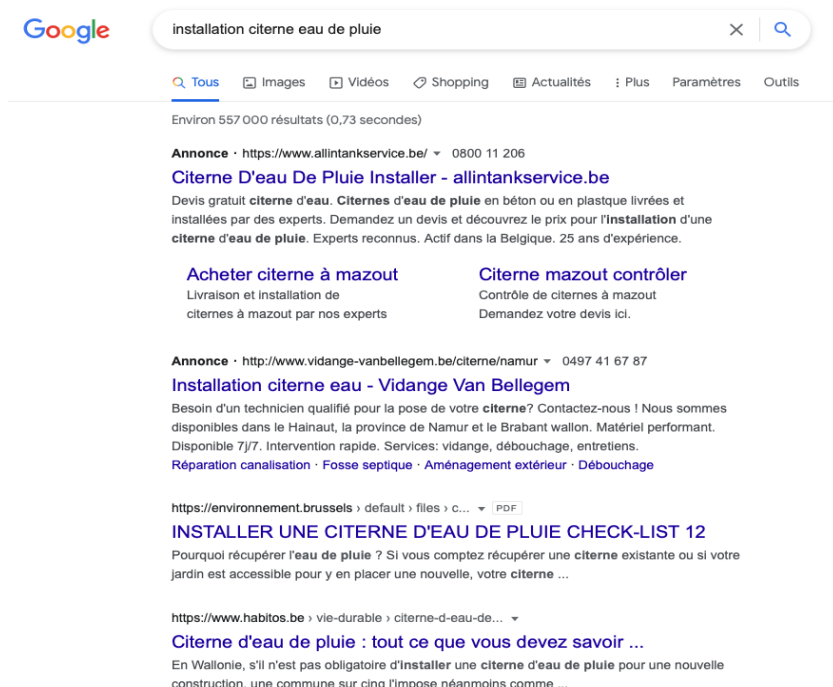 Google
installation citerne eau de pluie
Tous Images Vidéos Shopping Actualités Plus Paramètres Outils
Environ 557 000 résultats (0,73 secondes)
Annonce · https://www.allintankservice.be/ 0800 11 206
Citerne D'eau De Pluie Installer - allintankservice.be
Devis gratuit citerne d'eau. Citernes d'eau de pluie en béton ou en plastque livrées et
installées par des experts. Demandez un devis et découvrez le prix pour l'installation d'une
citerne d'eau de pluie. Experts reconnus. Actif dans la Belgique. 25 ans d'expérience.
Acheter citerne à mazout
Livraison et installation de
citernes à mazout par nos experts
Citerne mazout contrôler
Contrôle de citernes à mazout
Demandez votre devis ici.
Annonce · http://www.vidange-vanbellegem.be/citerne/namur 0497 41 67 87
Installation citerne eau - Vidange Van Bellegem
Besoin d'un technicien qualifié pour la pose de votre citerne? Contactez-nous ! Nous sommes
disponibles dans le Hainaut, la province de Namur et le Brabant wallon. Matériel performant.
Disponible 7j/7. Intervention rapide. Services: vidange, débouchage, entretiens.
Réparation canalisation · Fosse septique · Aménagement extérieur · Débouchage
https://environnement.brussels › default › files › c... PDF
INSTALLER UNE CITERNE D'EAU DE PLUIE CHECK-LIST 12
Pourquoi récupérer l'eau de pluie ? Si vous comptez récupérer une citerne existante ou si votre
jardin est accessible pour y en placer une nouvelle, votre citerne ...
https://www.habitos.be › vie-durable › citerne-d-eau-de...
Citerne d'eau de pluie : tout ce que vous devez savoir ...
En Wallonie, s'il n'est pas obligatoire d'installer une citerne d'eau de pluie pour une nouvelle
construction, une commune sur cinq l'impose néanmoins comme ...